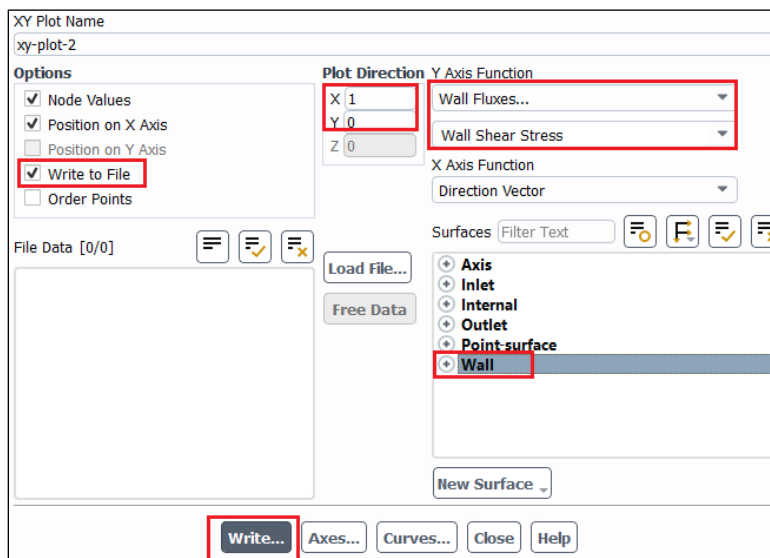 XY Plot Name
xy-plot-2
Options
Node Values
Position on X Axis
Position on Y Axis
Write to File
Order Points
Plot Direction
X 1
Y 0
Z 0
Y Axis Function
Wall Fluxes...
Wall Shear Stress
X Axis Function
Direction Vector
File Data [0/0]
Load File...
Free Data
Surfaces Filter Text
Axis
Inlet
Internal
Outlet
Point-surface
Wall
New Surface
Write... Axes... Curves... Close Help